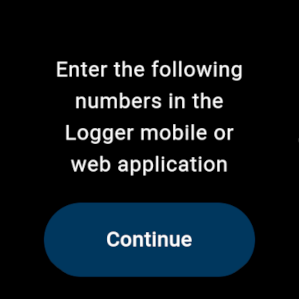 Enter the following
numbers in the
Logger mobile or
web application
Continue